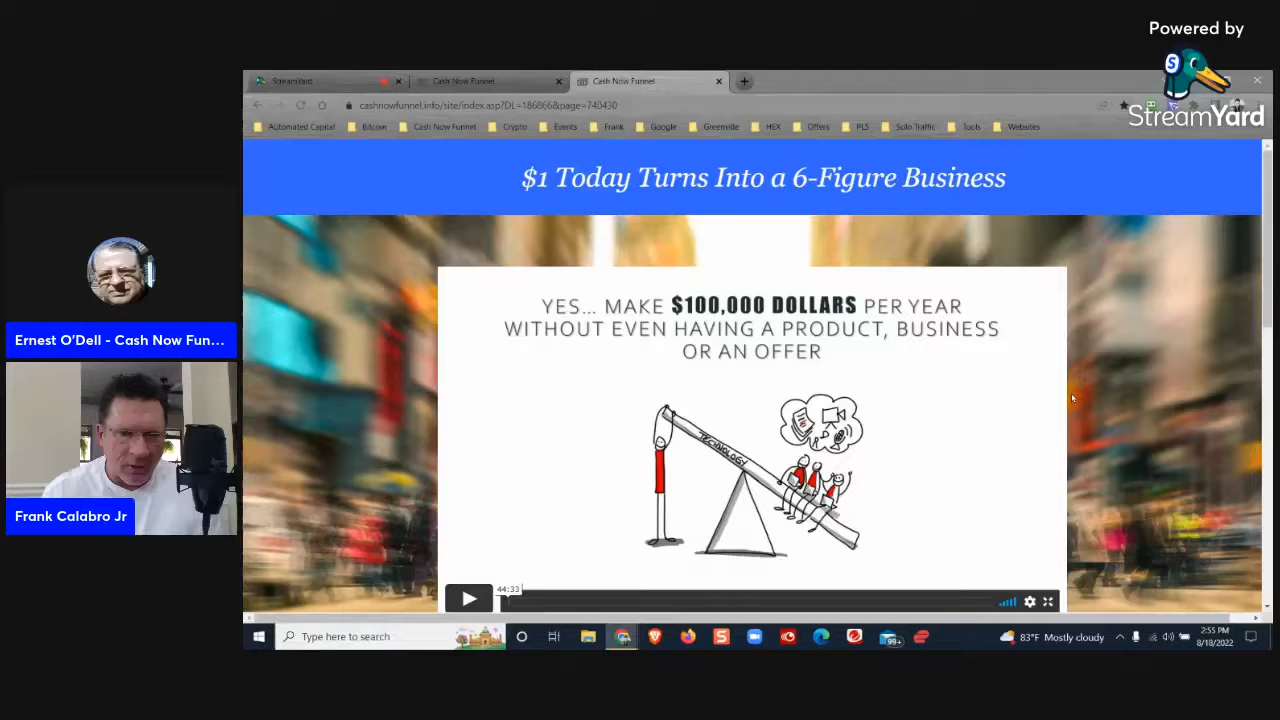 Powered by
StreamYard
StreamYard
Cash Now Funnel
Cash Now Funnel
cashnowfunnel.info/site/index.asp?DL=186866&page=740430
Automated Capital
Bitcoin
Cash Now Funnel
Crypto
Events
Frank
Google
Greenville
HEX
Offers
PLS
Solo Traffic
Tools
Websites
$1 Today Turns Into a 6-Figure Business
YES... MAKE $100,000 DOLLARS PER YEAR
WITHOUT EVEN HAVING A PRODUCT, BUSINESS
OR AN OFFER
TECHNOLOGY
44:33
Ernest O'Dell - Cash Now Fun...
Frank Calabro Jr
Type here to search
99+
83°F Mostly cloudy
2:55 PM
8/18/2022